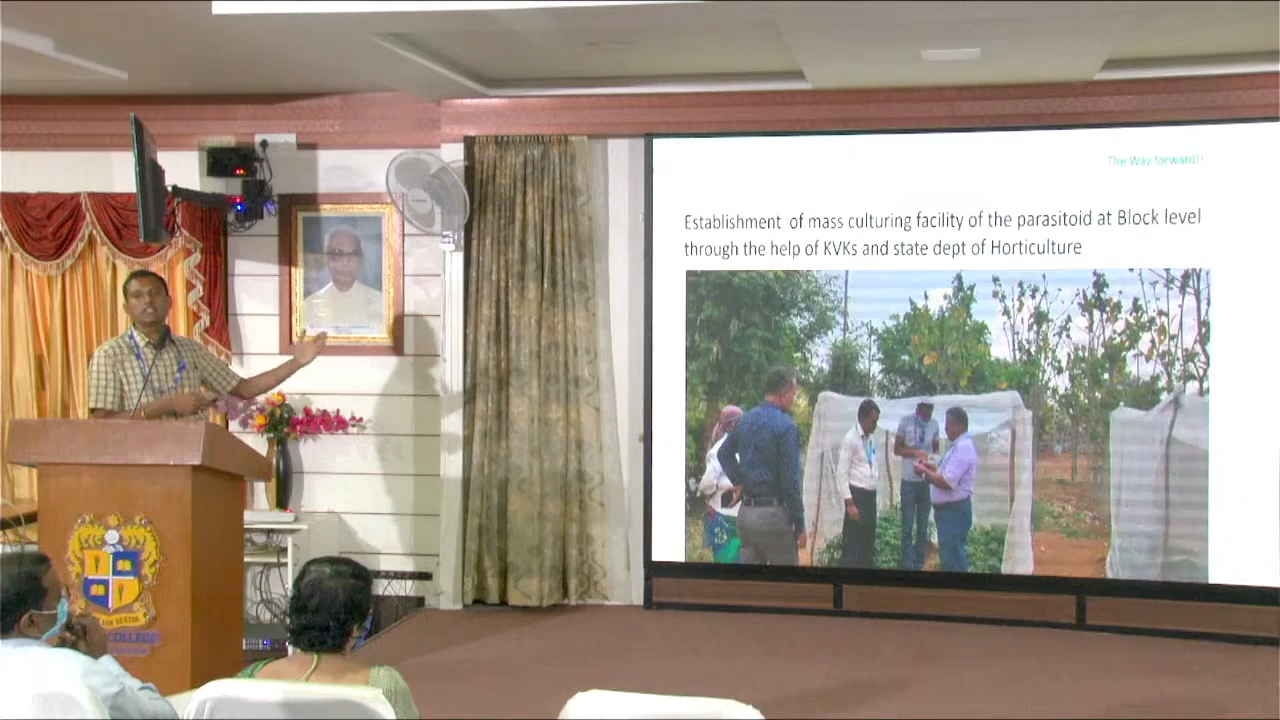 The Way forward!!
Establishment of mass culturing facility of the parasitoid at Block level
through the help of KVKs and state dept of Horticulture
COLLEGE